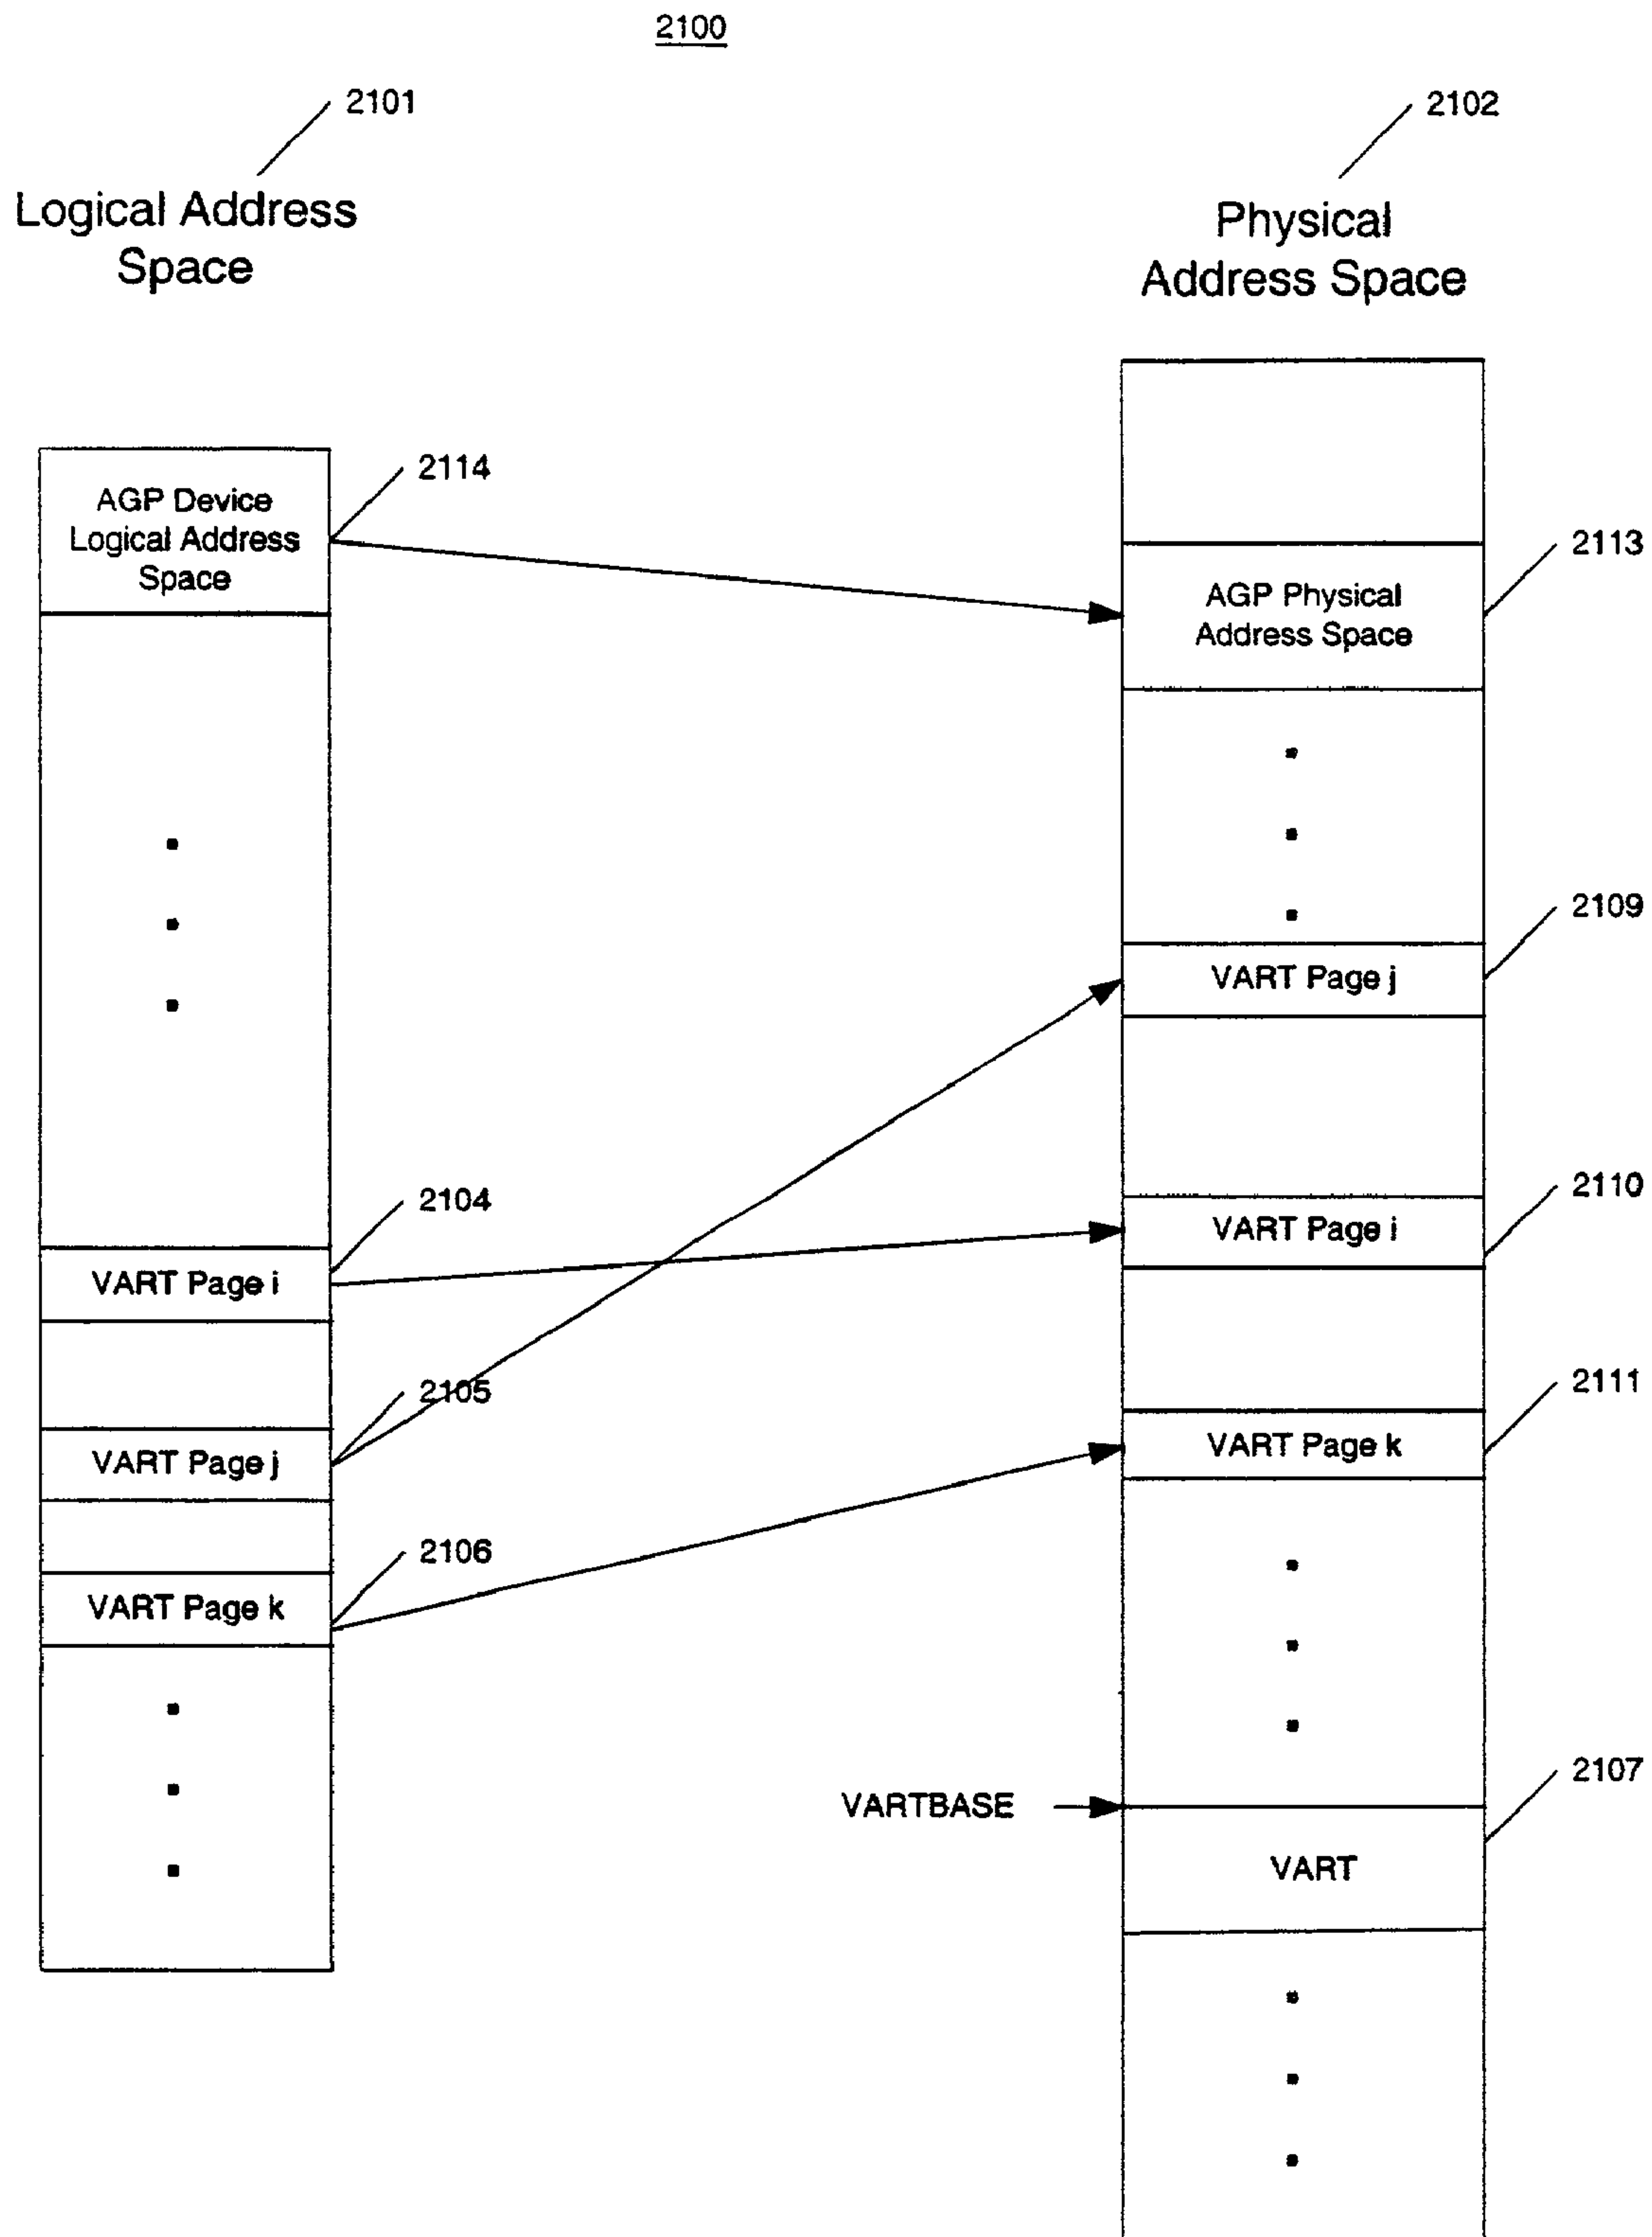 2100
2101
2102
Logical Address
Space
Physical
Address Space
2114
AGP Device
Logical Address
Space
2113
AGP Physical
Address Space
2109
VART Page j
2104
2110
VART Page i
VART Page i
2105
2111
VART Page j
VART Page k
2106
VART Page k
2107
VARTBASE
VART